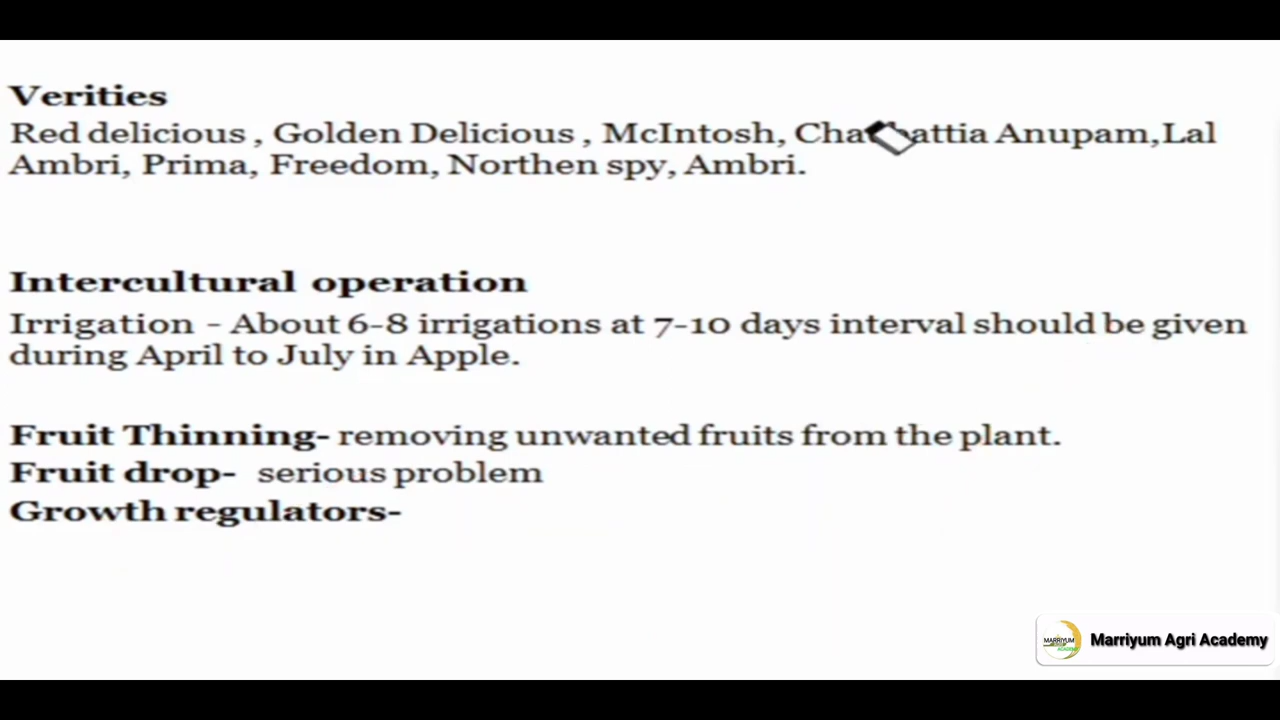 Verities
Red delicious , Golden Delicious , McIntosh, Anupam,Lal
Ambri, Prima, Freedom, Northen spy, Ambri.
Intercultural operation
Irrigation - About 6-8 irrigations at 7-10 days interval should be given
during April to July in Apple.
Fruit Thinning- removing unwanted fruits from the plant.
Fruit drop- serious problem
Growth regulators-
MARRIYUM
ACADEMY
Marriyum Agri Academy